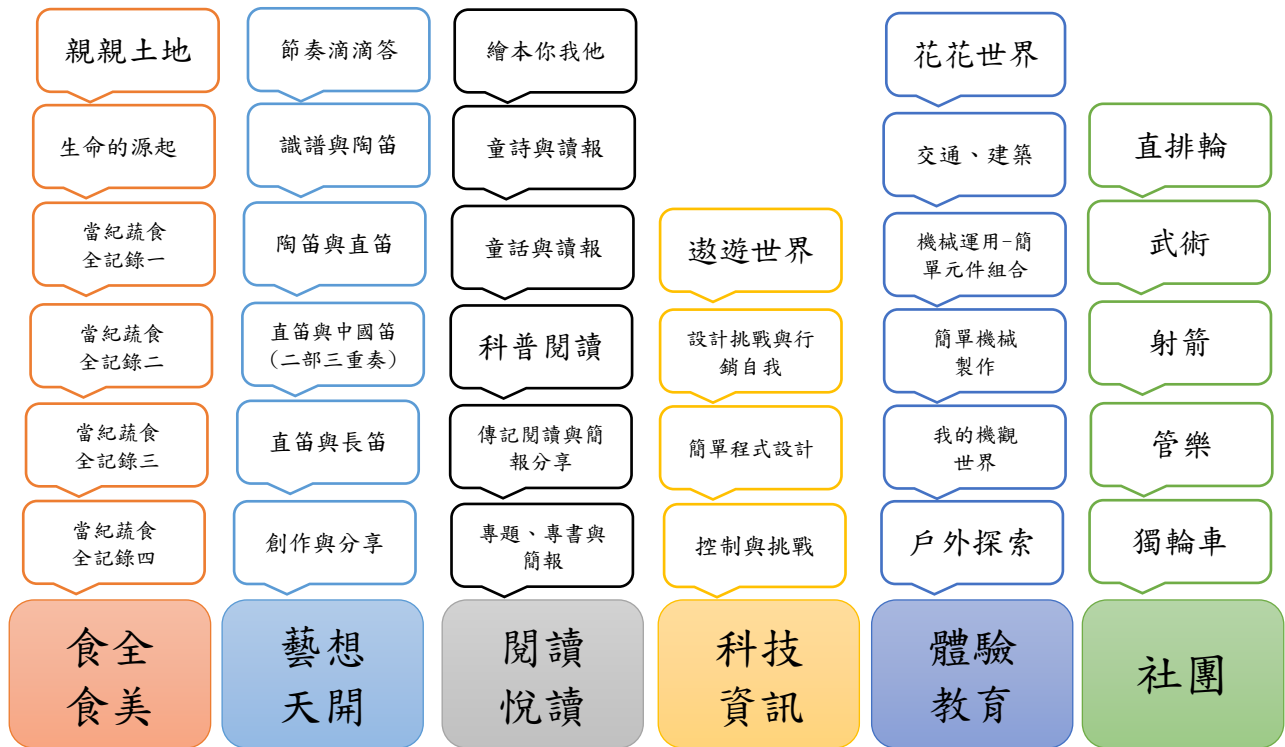 親親土地
生命的源起
當紀蔬食
全記錄一
當紀蔬食
全記錄二
當紀蔬食
全記錄三
當紀蔬食
全記錄四
食全
食美
節奏滴滴答
識譜與陶笛
陶笛與直笛
直笛與中國笛
(二部三重奏)
直笛與長笛
創作與分享
藝想
天開
繪本你我他
童詩與讀報
童話與讀報
科普閱讀
傳記閱讀與簡
報分享
專題、專書與
簡報
閱讀
悅讀
遨遊世界
設計挑戰與行
銷自我
簡單程式設計
控制與挑戰
科技
資訊
花花世界
交通、建築
機械運用-簡
單元件組合
簡單機械
製作
我的機觀
世界
戶外探索
體驗
教育
直排輪
武術
射箭
管樂
獨輪車
社團